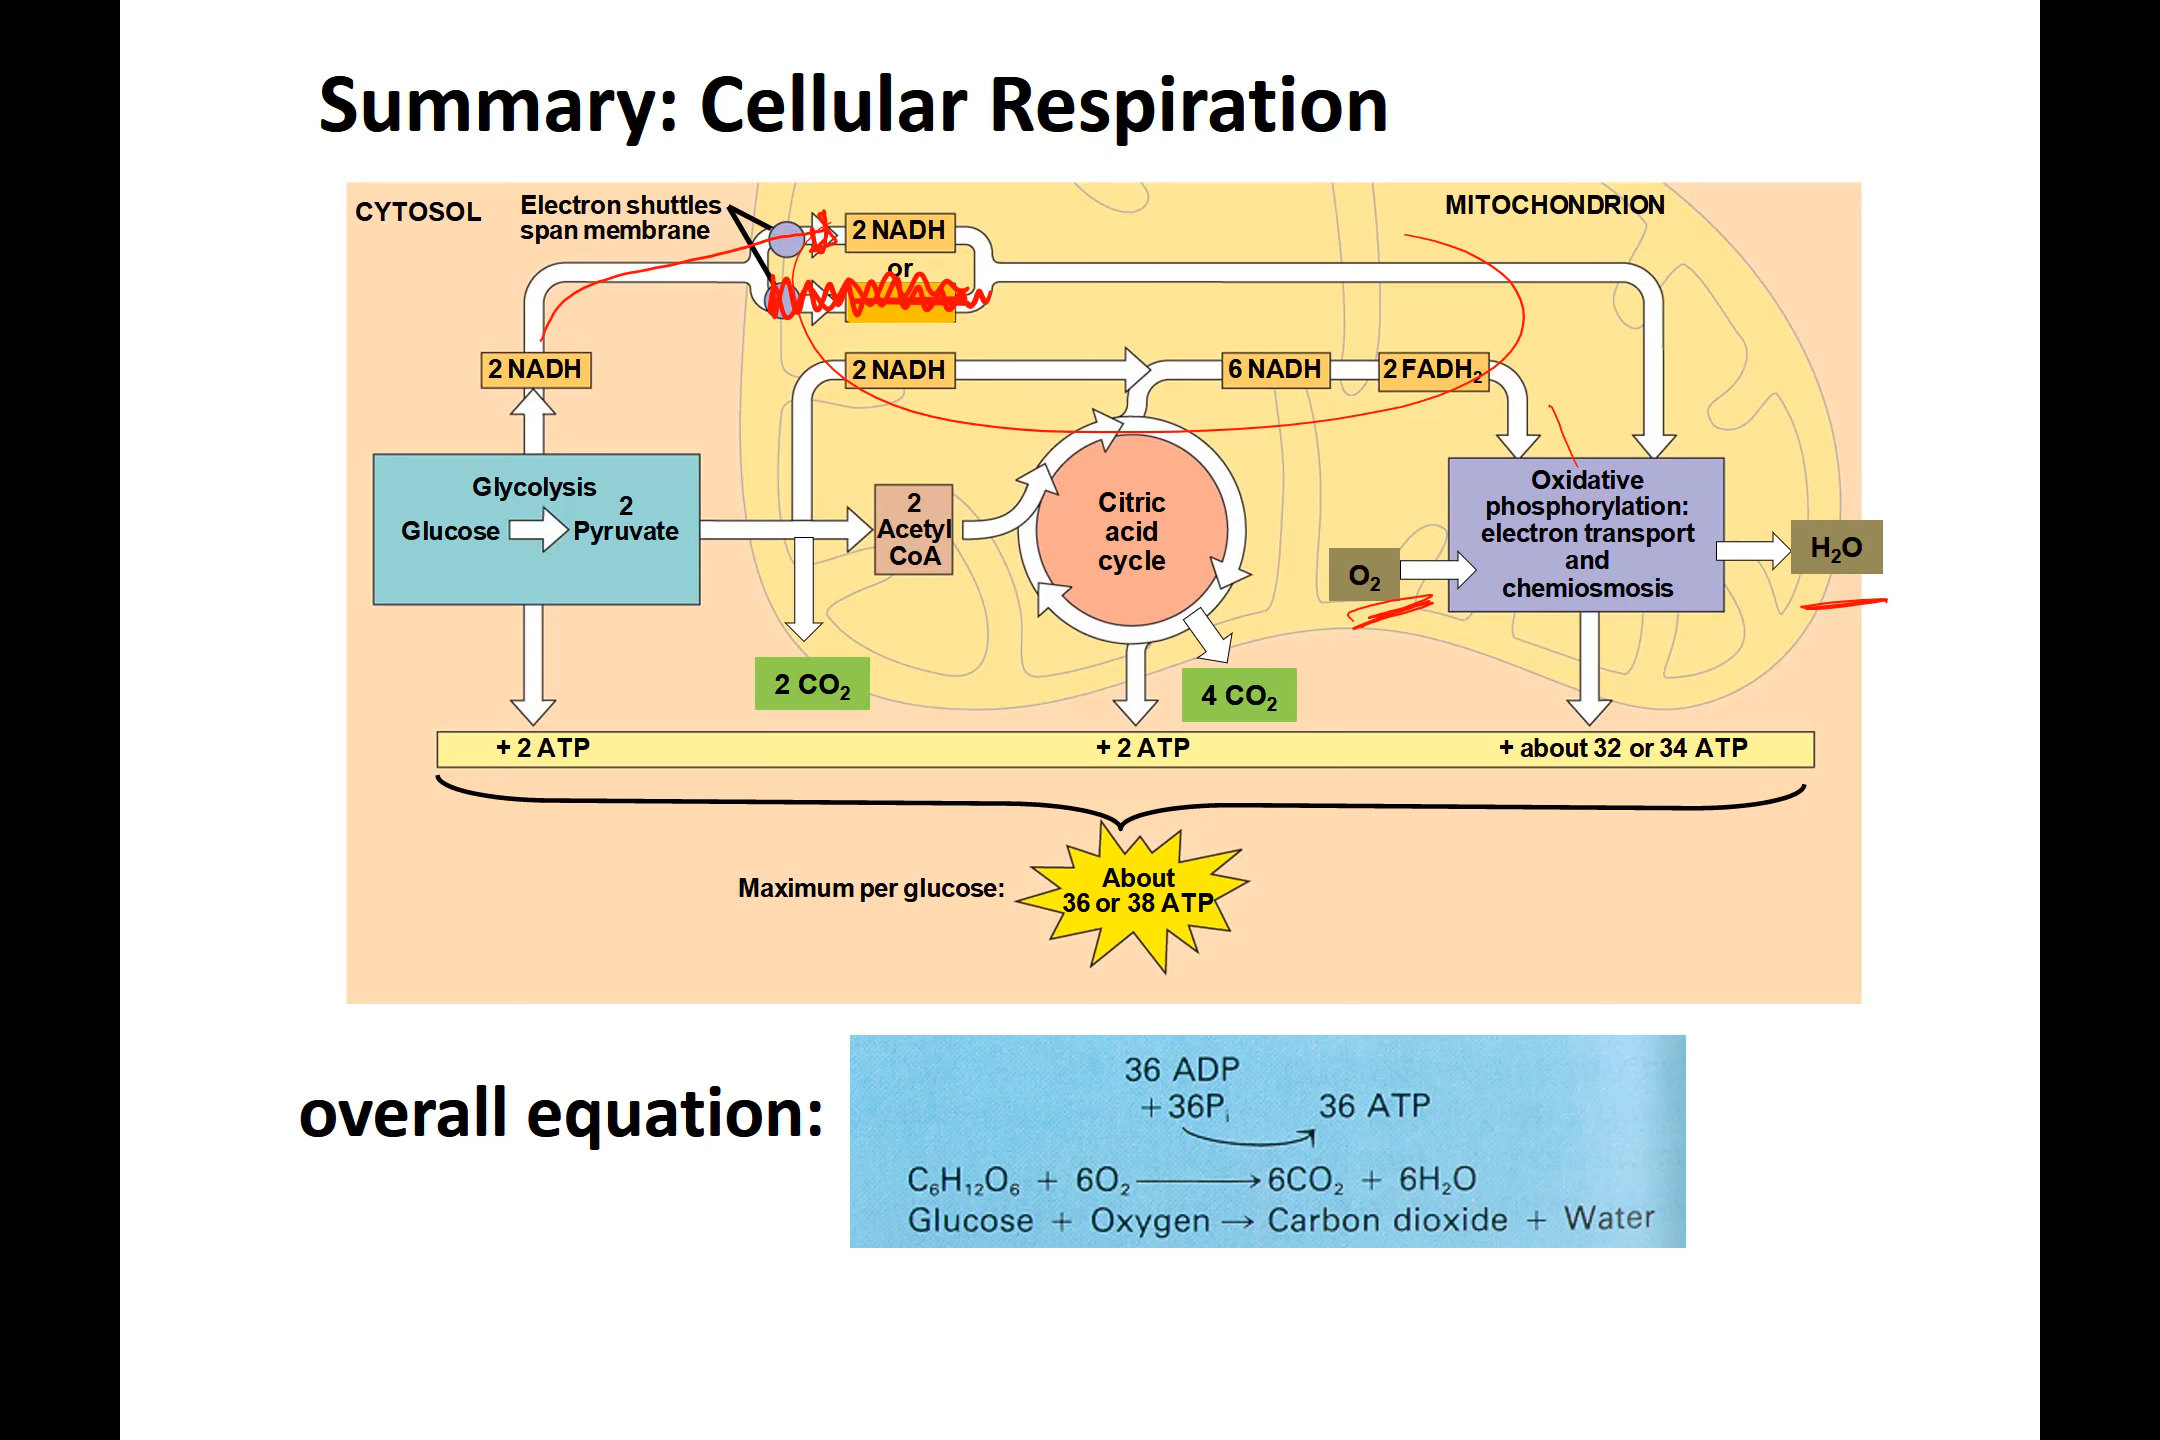 Summary: Cellular Respiration
CYTOSOL
Electron shuttles
span membrane
MITOCHONDRION
2 NADH
or
2 NADH
2 NADH
6 NADH
2 FADH₂
Glycolysis
Glucose
2
Pyruvate
2
Acetyl
CoA
Citric
acid
cycle
Oxidative
phosphorylation:
electron transport
and
chemiosmosis
O₂
H₂O
2 CO₂
4 CO₂
+ 2 ATP
+ 2 ATP
+ about 32 or 34 ATP
Maximum per glucose:
About
36 or 38 ATP
overall equation:
36 ADP
+36Pᵢ 36 ATP
C₆H₁₂O₆ + 6O₂ → 6CO₂ + 6H₂O
Glucose + Oxygen → Carbon dioxide + Water